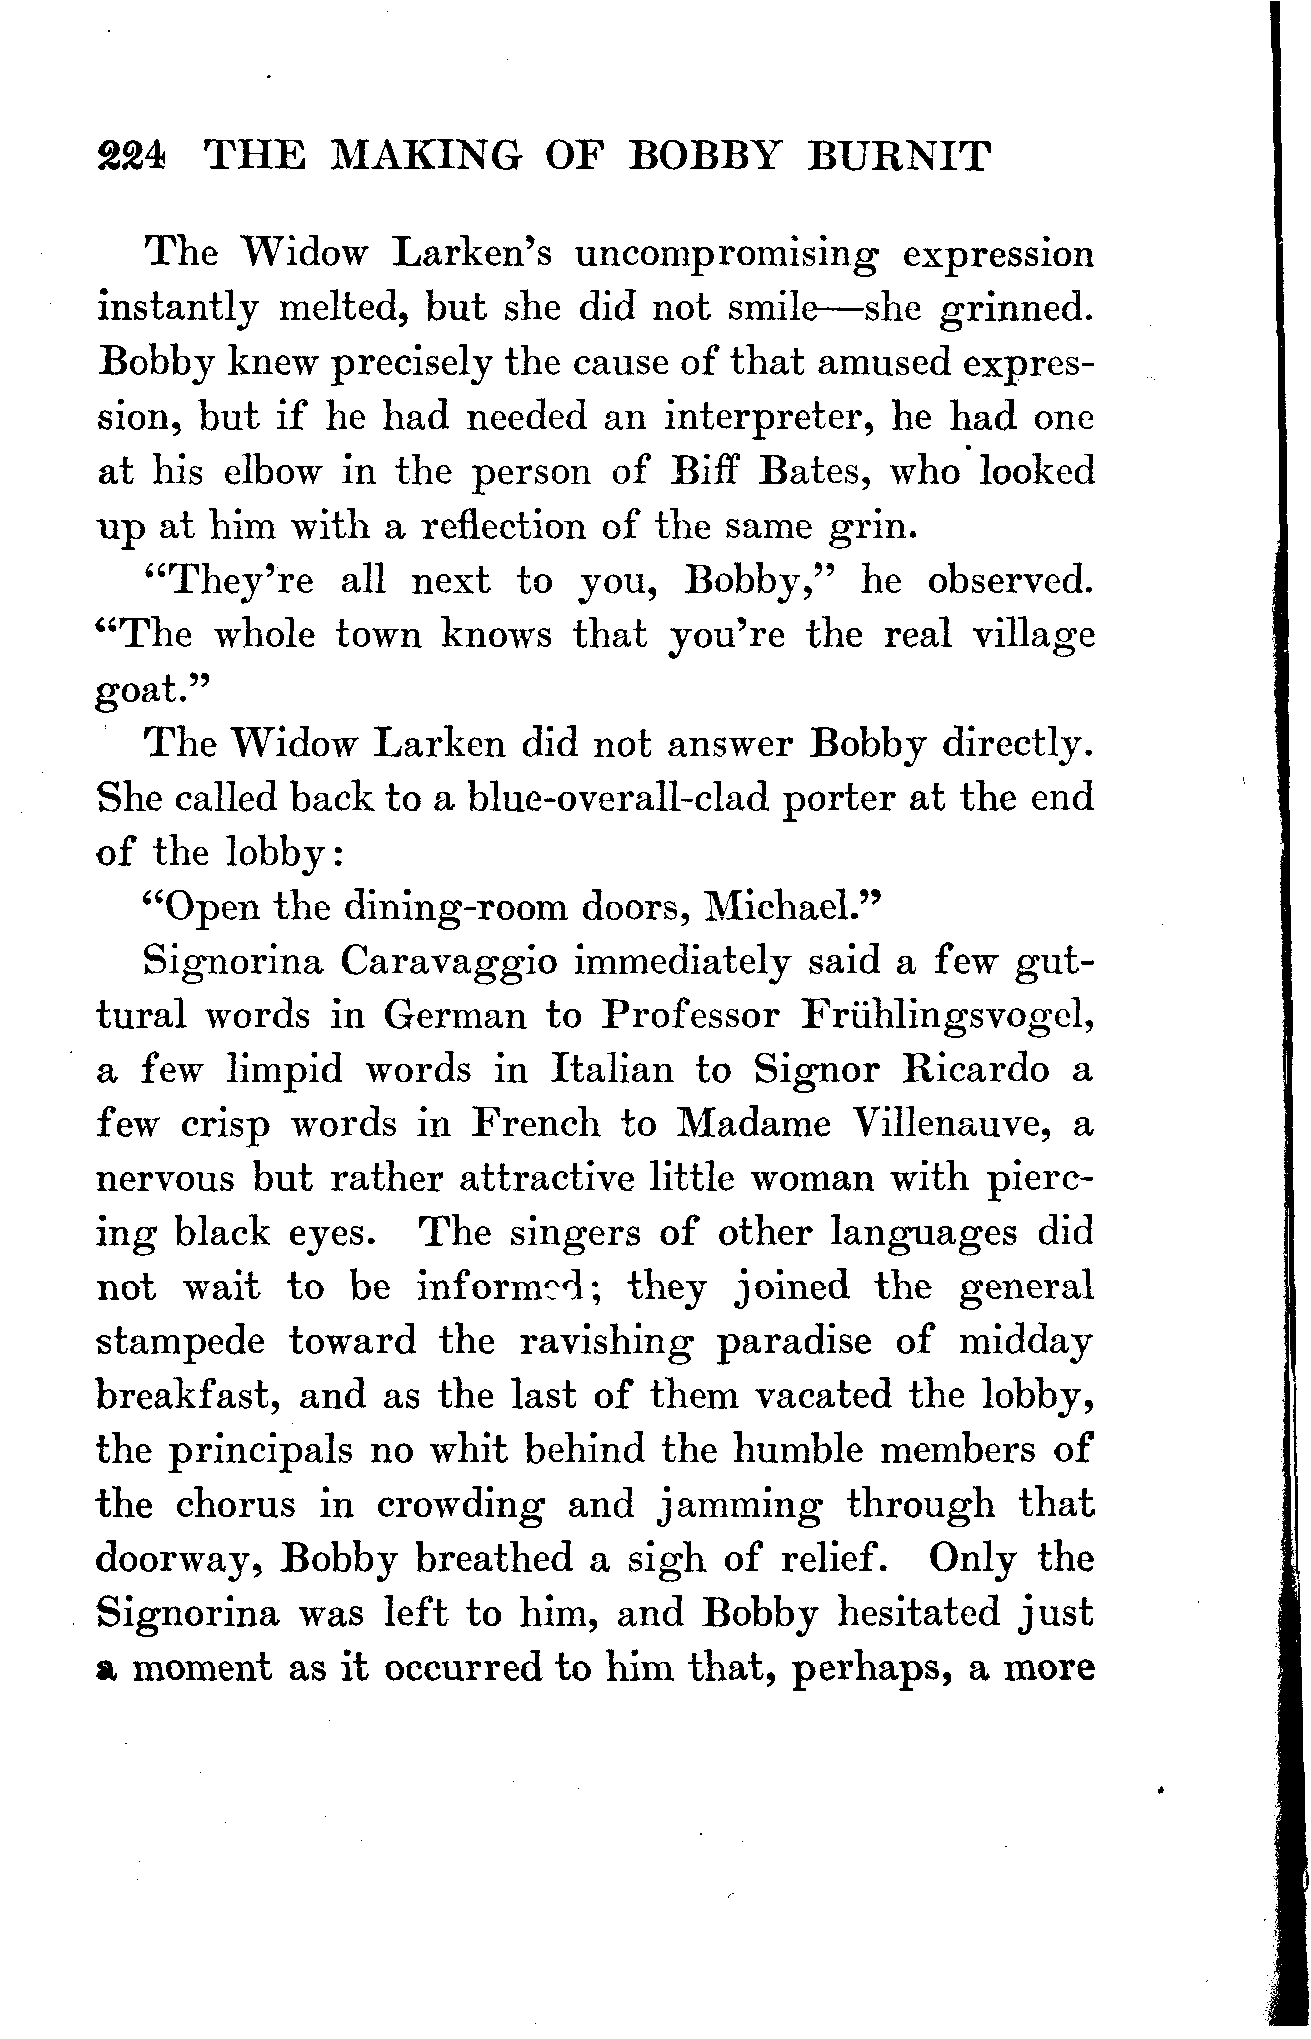 224 THE MAKING OF BOBBY BURNIT
The Widow Larken's uncompromising expression
instantly melted, but she did not smile—she grinned.
Bobby knew precisely the cause of that amused expres-
sion, but if he had needed an interpreter, he had one
at his elbow in the person of Biff Bates, who looked
up at him with a reflection of the same grin.
“They're all next to you, Bobby,” he observed.
“The whole town knows that you're the real village
goat.”
The Widow Larken did not answer Bobby directly.
She called back to a blue-overall-clad porter at the end
of the lobby:
“Open the dining-room doors, Michael.”
Signorina Caravaggio immediately said a few gut-
tural words in German to Professor Frühlingsvogel,
a few limpid words in Italian to Signor Ricardo a
few crisp words in French to Madame Villenauve, a
nervous but rather attractive little woman with pierc-
ing black eyes. The singers of other languages did
not wait to be informed; they joined the general
stampede toward the ravishing paradise of midday
breakfast, and as the last of them vacated the lobby,
the principals no whit behind the humble members of
the chorus in crowding and jamming through that
doorway, Bobby breathed a sigh of relief. Only the
Signorina was left to him, and Bobby hesitated just
a moment as it occurred to him that, perhaps, a more